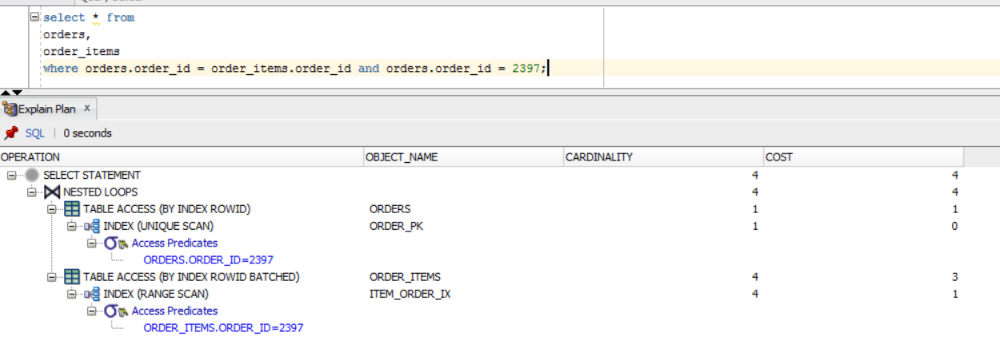 select * from
orders,
order_items
where orders.order_id = order_items.order_id and orders.order_id = 2397;
Explain Plan x
SQL | 0 seconds
OPERATION OBJECT_NAME CARDINALITY COST
SELECT STATEMENT 4 4
NESTED LOOPS 4 4
TABLE ACCESS (BY INDEX ROWID) ORDERS 1 1
INDEX (UNIQUE SCAN) ORDER_PK 1 0
Access Predicates
ORDERS.ORDER_ID=2397
TABLE ACCESS (BY INDEX ROWID BATCHED) ORDER_ITEMS 4 3
INDEX (RANGE SCAN) ITEM_ORDER_IX 4 1
Access Predicates
ORDER_ITEMS.ORDER_ID=2397